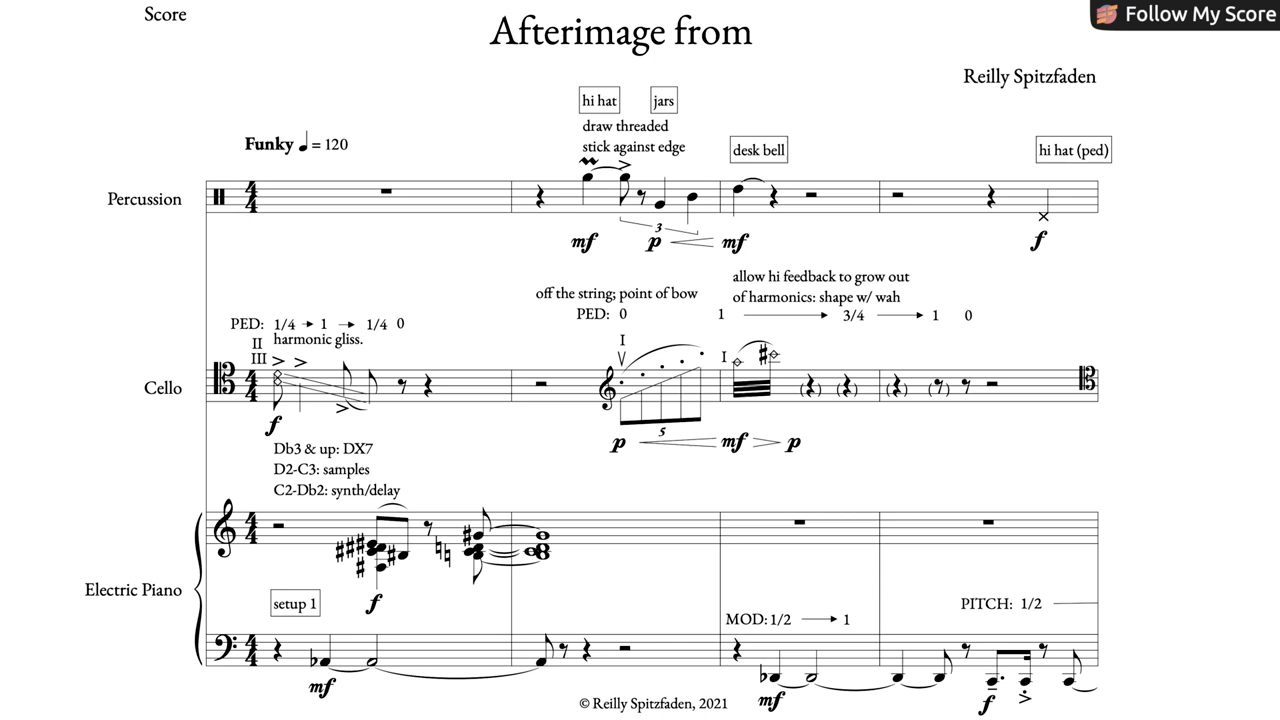 Score
Follow My Score
Afterimage from
Reilly Spitzfaden
hi hat
jars
draw threaded
stick against edge
Funky ♩ = 120
desk bell
hi hat (ped)
Percussion
3
mf
p
mf
f
allow hi feedback to grow out
of harmonics: shape w/ wah
off the string; point of bow
PED: 0
1
3/4
1
0
PED: 1/4 → 1 → 1/4 0
harmonic gliss.
II
III
I
I
Cello
5
f
p
mf
p
Db3 & up: DX7
D2-C3: samples
C2-Db2: synth/delay
Electric Piano
setup 1
f
PITCH: 1/2
MOD: 1/2 → 1
mf
mf
f
© Reilly Spitzfaden, 2021